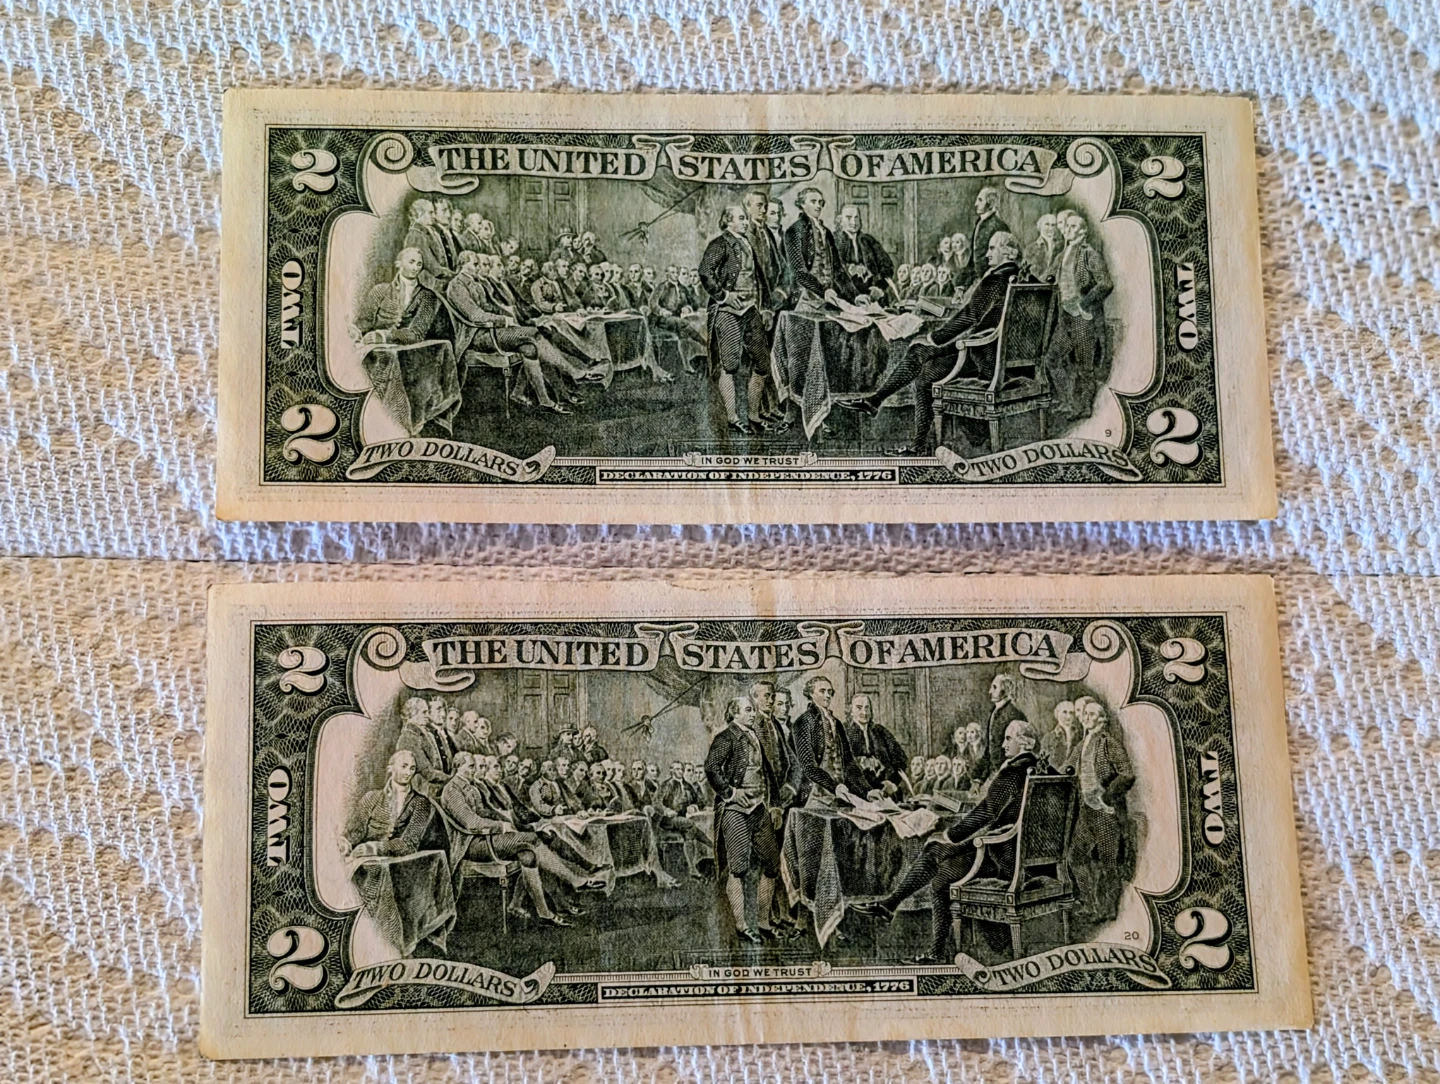 2 THE UNITED STATES OF AMERICA 2
TWO TWO
2 9 2
TWO DOLLARS IN GOD WE TRUST TWO DOLLARS
DECLARATION OF INDEPENDENCE, 1776
2 THE UNITED STATES OF AMERICA 2
TWO TWO
2 20 2
TWO DOLLARS IN GOD WE TRUST TWO DOLLARS
DECLARATION OF INDEPENDENCE, 1776